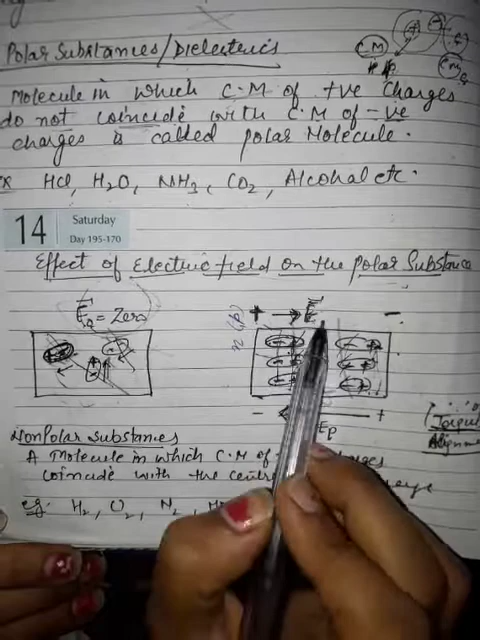 Polar Substances/Dielectrics
CM
Molecule in which C.M of +ve Charges
do not coincide with C.M of -ve
charges is called polar Molecule.
HCl, H2O, NH3, CO2, Alcohal etc.
14 Saturday
Day 195-170
Effect of Electric field on the polar Substance
= Zero
+ → E -
- +
Ep
NonPolar Substances
A Molecule in which C.M of
coincide with the
eg: H2, O2, N2,